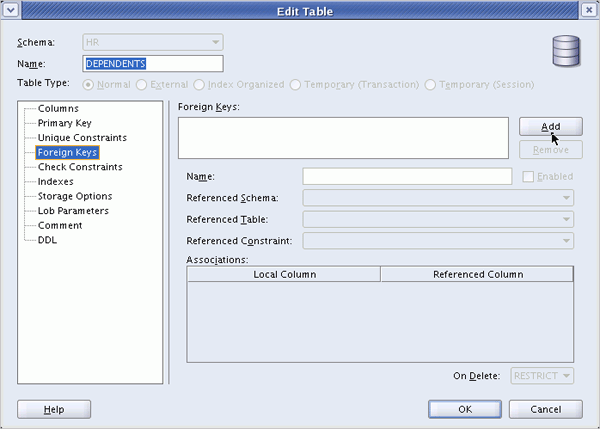 Edit Table
Schema: HR
Name: DEPENDENTS
Table Type: Normal External Index Organized Temporary (Transaction) Temporary (Session)
Columns
Primary Key
Unique Constraints
Foreign Keys
Check Constraints
Indexes
Storage Options
Lob Parameters
Comment
DDL
Foreign Keys:
Add
Remove
Name: Enabled
Referenced Schema:
Referenced Table:
Referenced Constraint:
Associations:
Local Column Referenced Column
On Delete: RESTRICT
Help OK Cancel